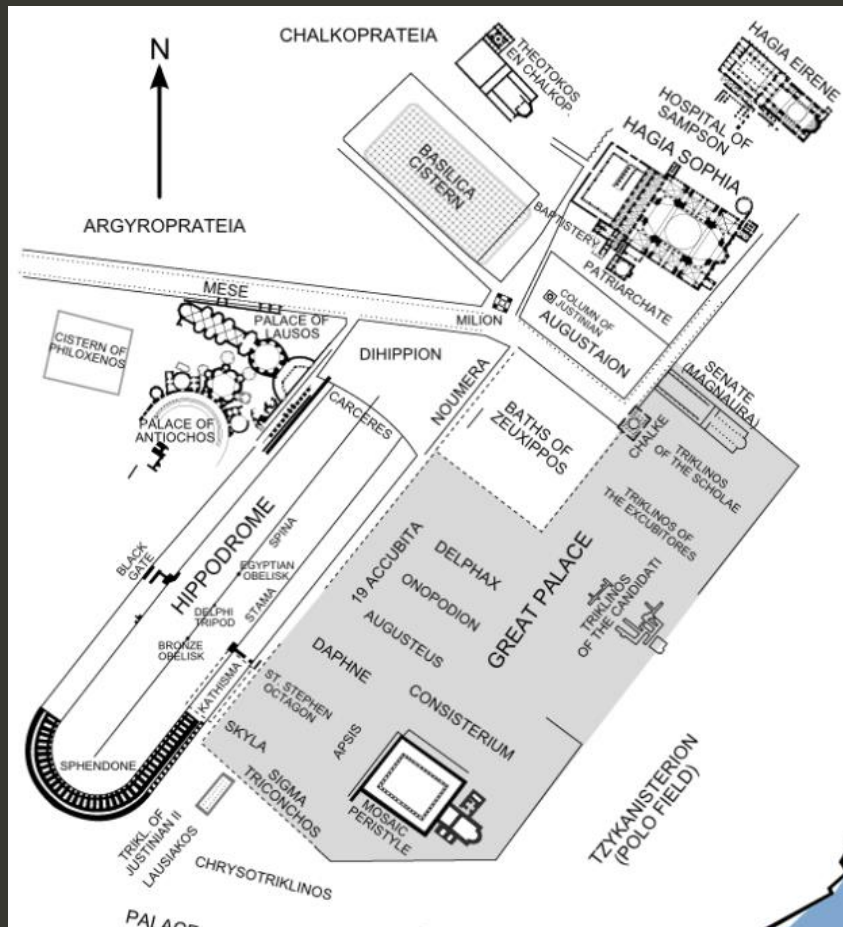 CHALKOPRATEIA
N
THEOTOKOS
EN CHALKOP.
HAGIA EIRENE
HOSPITAL OF
SAMPSON
HAGIA SOPHIA
BASILICA
CISTERN
ARGYROPRATEIA
BAPTISTERY
PATRIARCHATE
MESE
MILION
COLUMN OF
JUSTINIAN
AUGUSTAION
PALACE OF
LAUSOS
CISTERN OF
PHILOXENOS
DIHIPPION
NOUMERA
SENATE
(MAGNAURA)
CARCERES
BATHS OF
ZEUXIPPOS
CHALKE
PALACE OF
ANTIOCHOS
TRIKLINOS
OF THE SCHOLAE
TRIKLINOS OF
THE EXCUBITORES
HIPPODROME
SPINA
BLACK
GATE
EGYPTIAN
OBELISK
STAMA
19 ACCUBITA
DELPHAX
ONOPODION
GREAT PALACE
TRIKLINOS
OF THE CANDIDATI
DELPHI
TRIPOD
BRONZE
OBELISK
AUGUSTEUS
DAPHNE
KATHISMA
ST. STEPHEN
OCTAGON
CONSISTERIUM
APSIS
SKYLA
SPHENDONE
SIGMA
TRICONCHOS
MOSAIC
PERISTYLE
TZYKANISTERION
(POLO FIELD)
TRIKL. OF
JUSTINIAN II
LAUSIAKOS
CHRYSOTRIKLINOS
PALACE